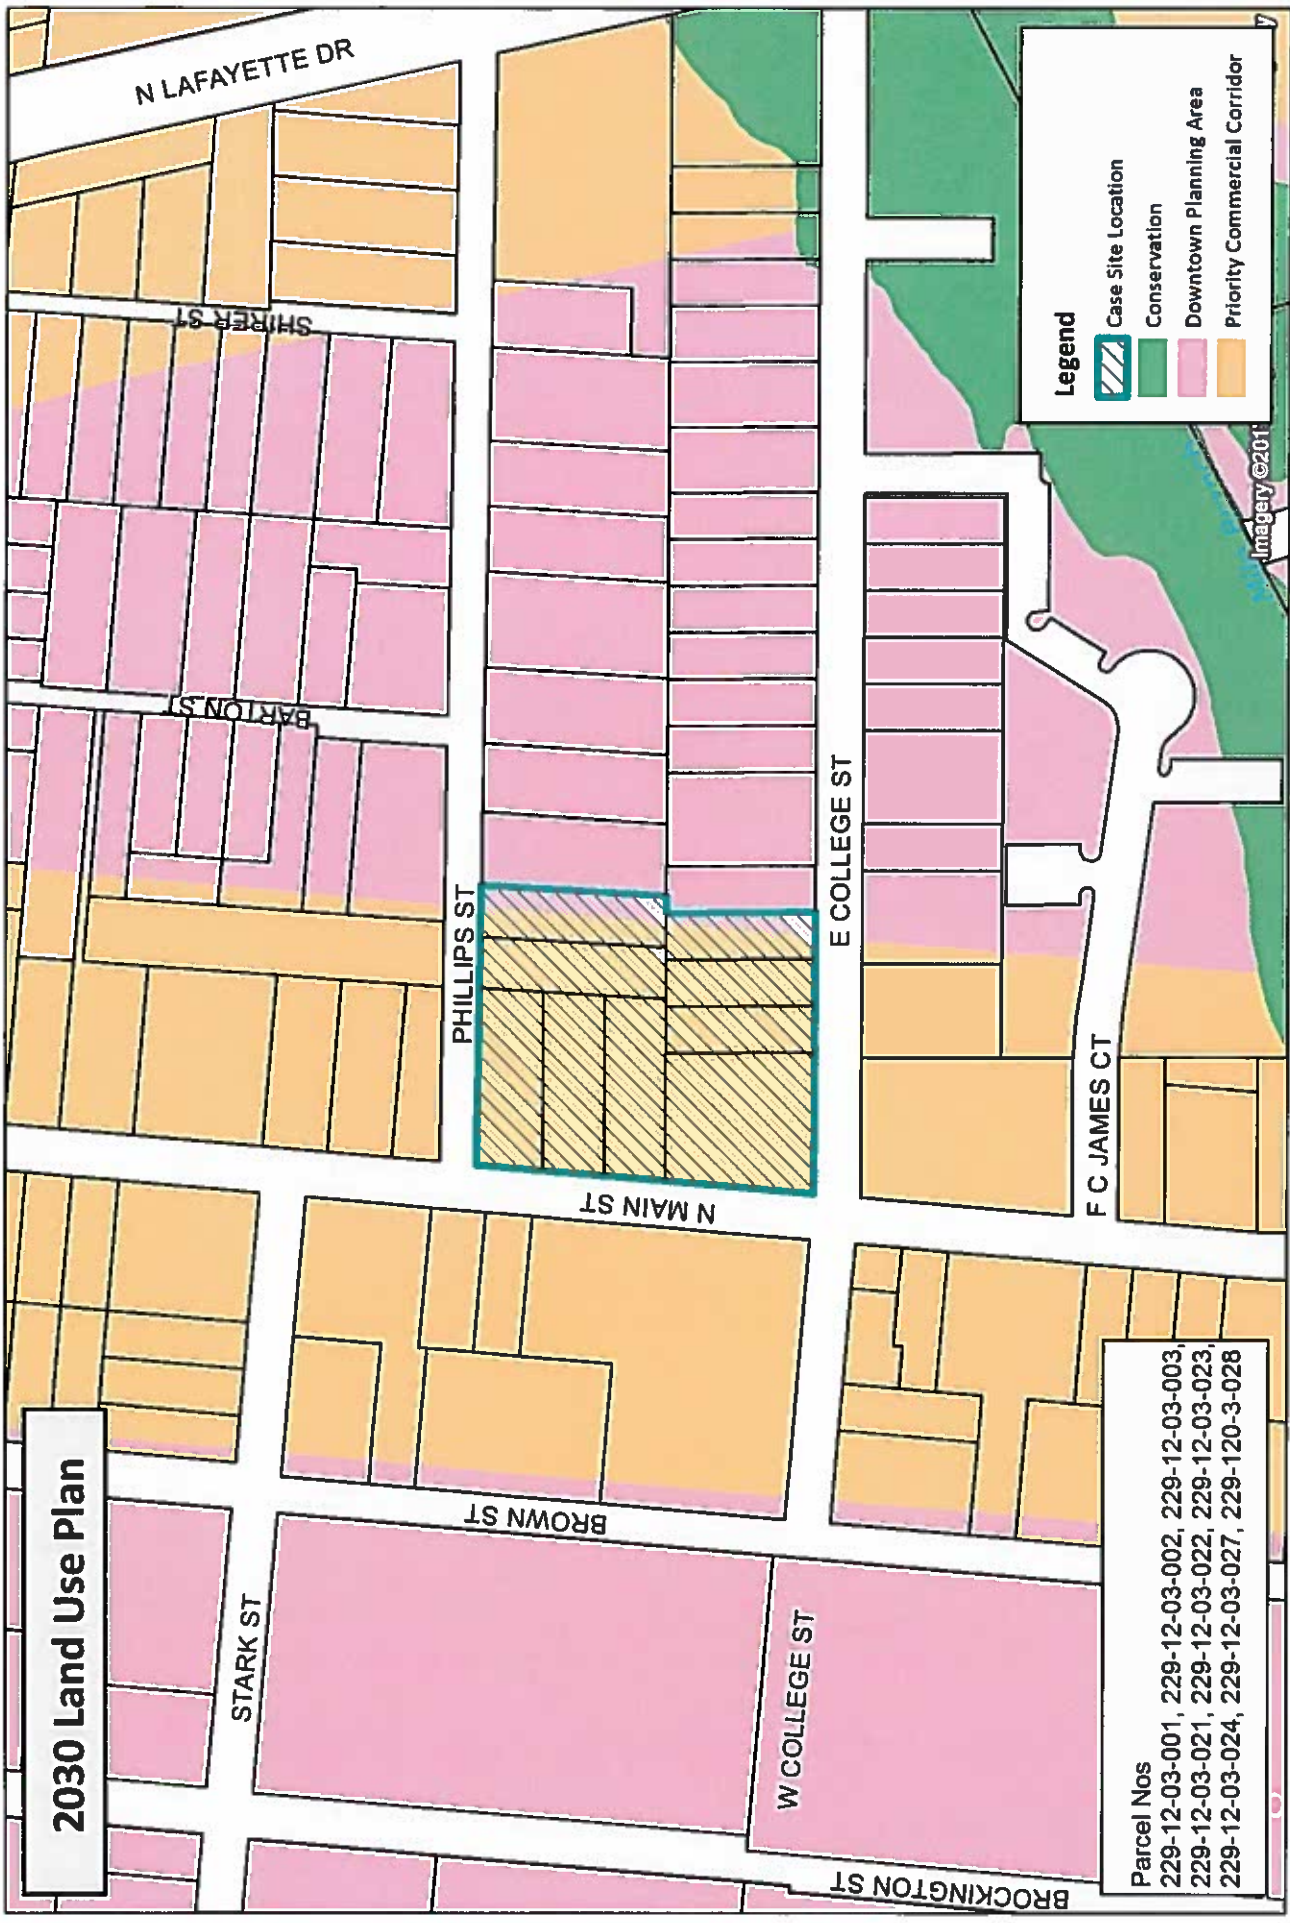 2030 Land Use Plan
N LAFAYETTE DR
SHIRER ST
BARTON ST
PHILLIPS ST
N MAIN ST
STARK ST
BROWN ST
E COLLEGE ST
W COLLEGE ST
F C JAMES CT
BROCKINGTON ST
Legend
Case Site Location
Conservation
Downtown Planning Area
Priority Commercial Corridor
Imagery ©201
Parcel Nos
229-12-03-001, 229-12-03-002, 229-12-03-003,
229-12-03-021, 229-12-03-022, 229-12-03-023,
229-12-03-024, 229-12-03-027, 229-120-3-028